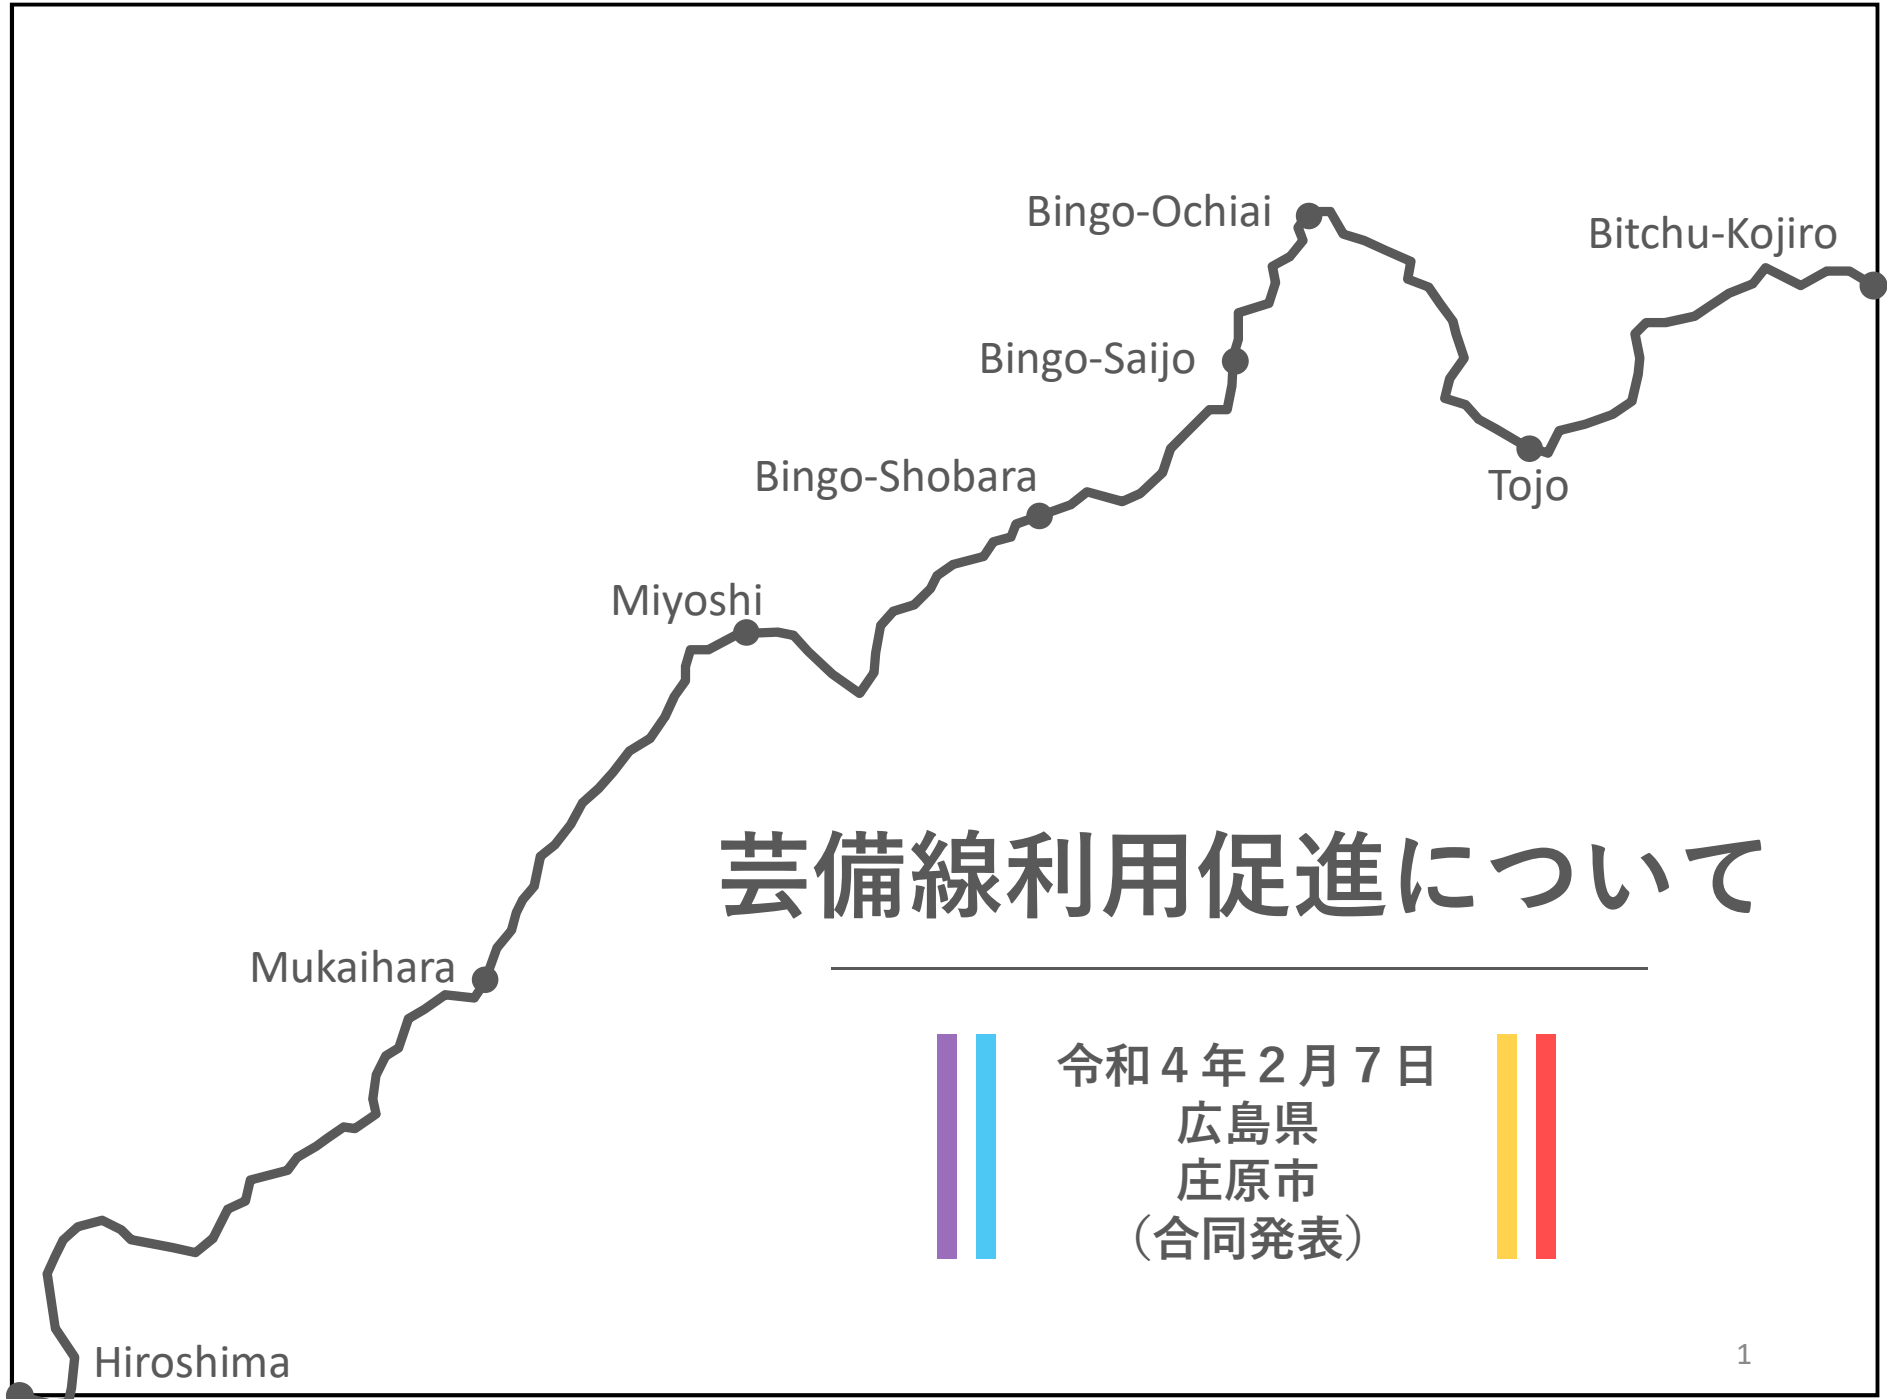 Bingo-Ochiai
Bitchu-Kojiro
Bingo-Saijo
Bingo-Shobara
Tojo
Miyoshi
芸備線利用促進について
Mukaihara
令和４年２月７日
広島県
庄原市
（合同発表）
Hiroshima
1